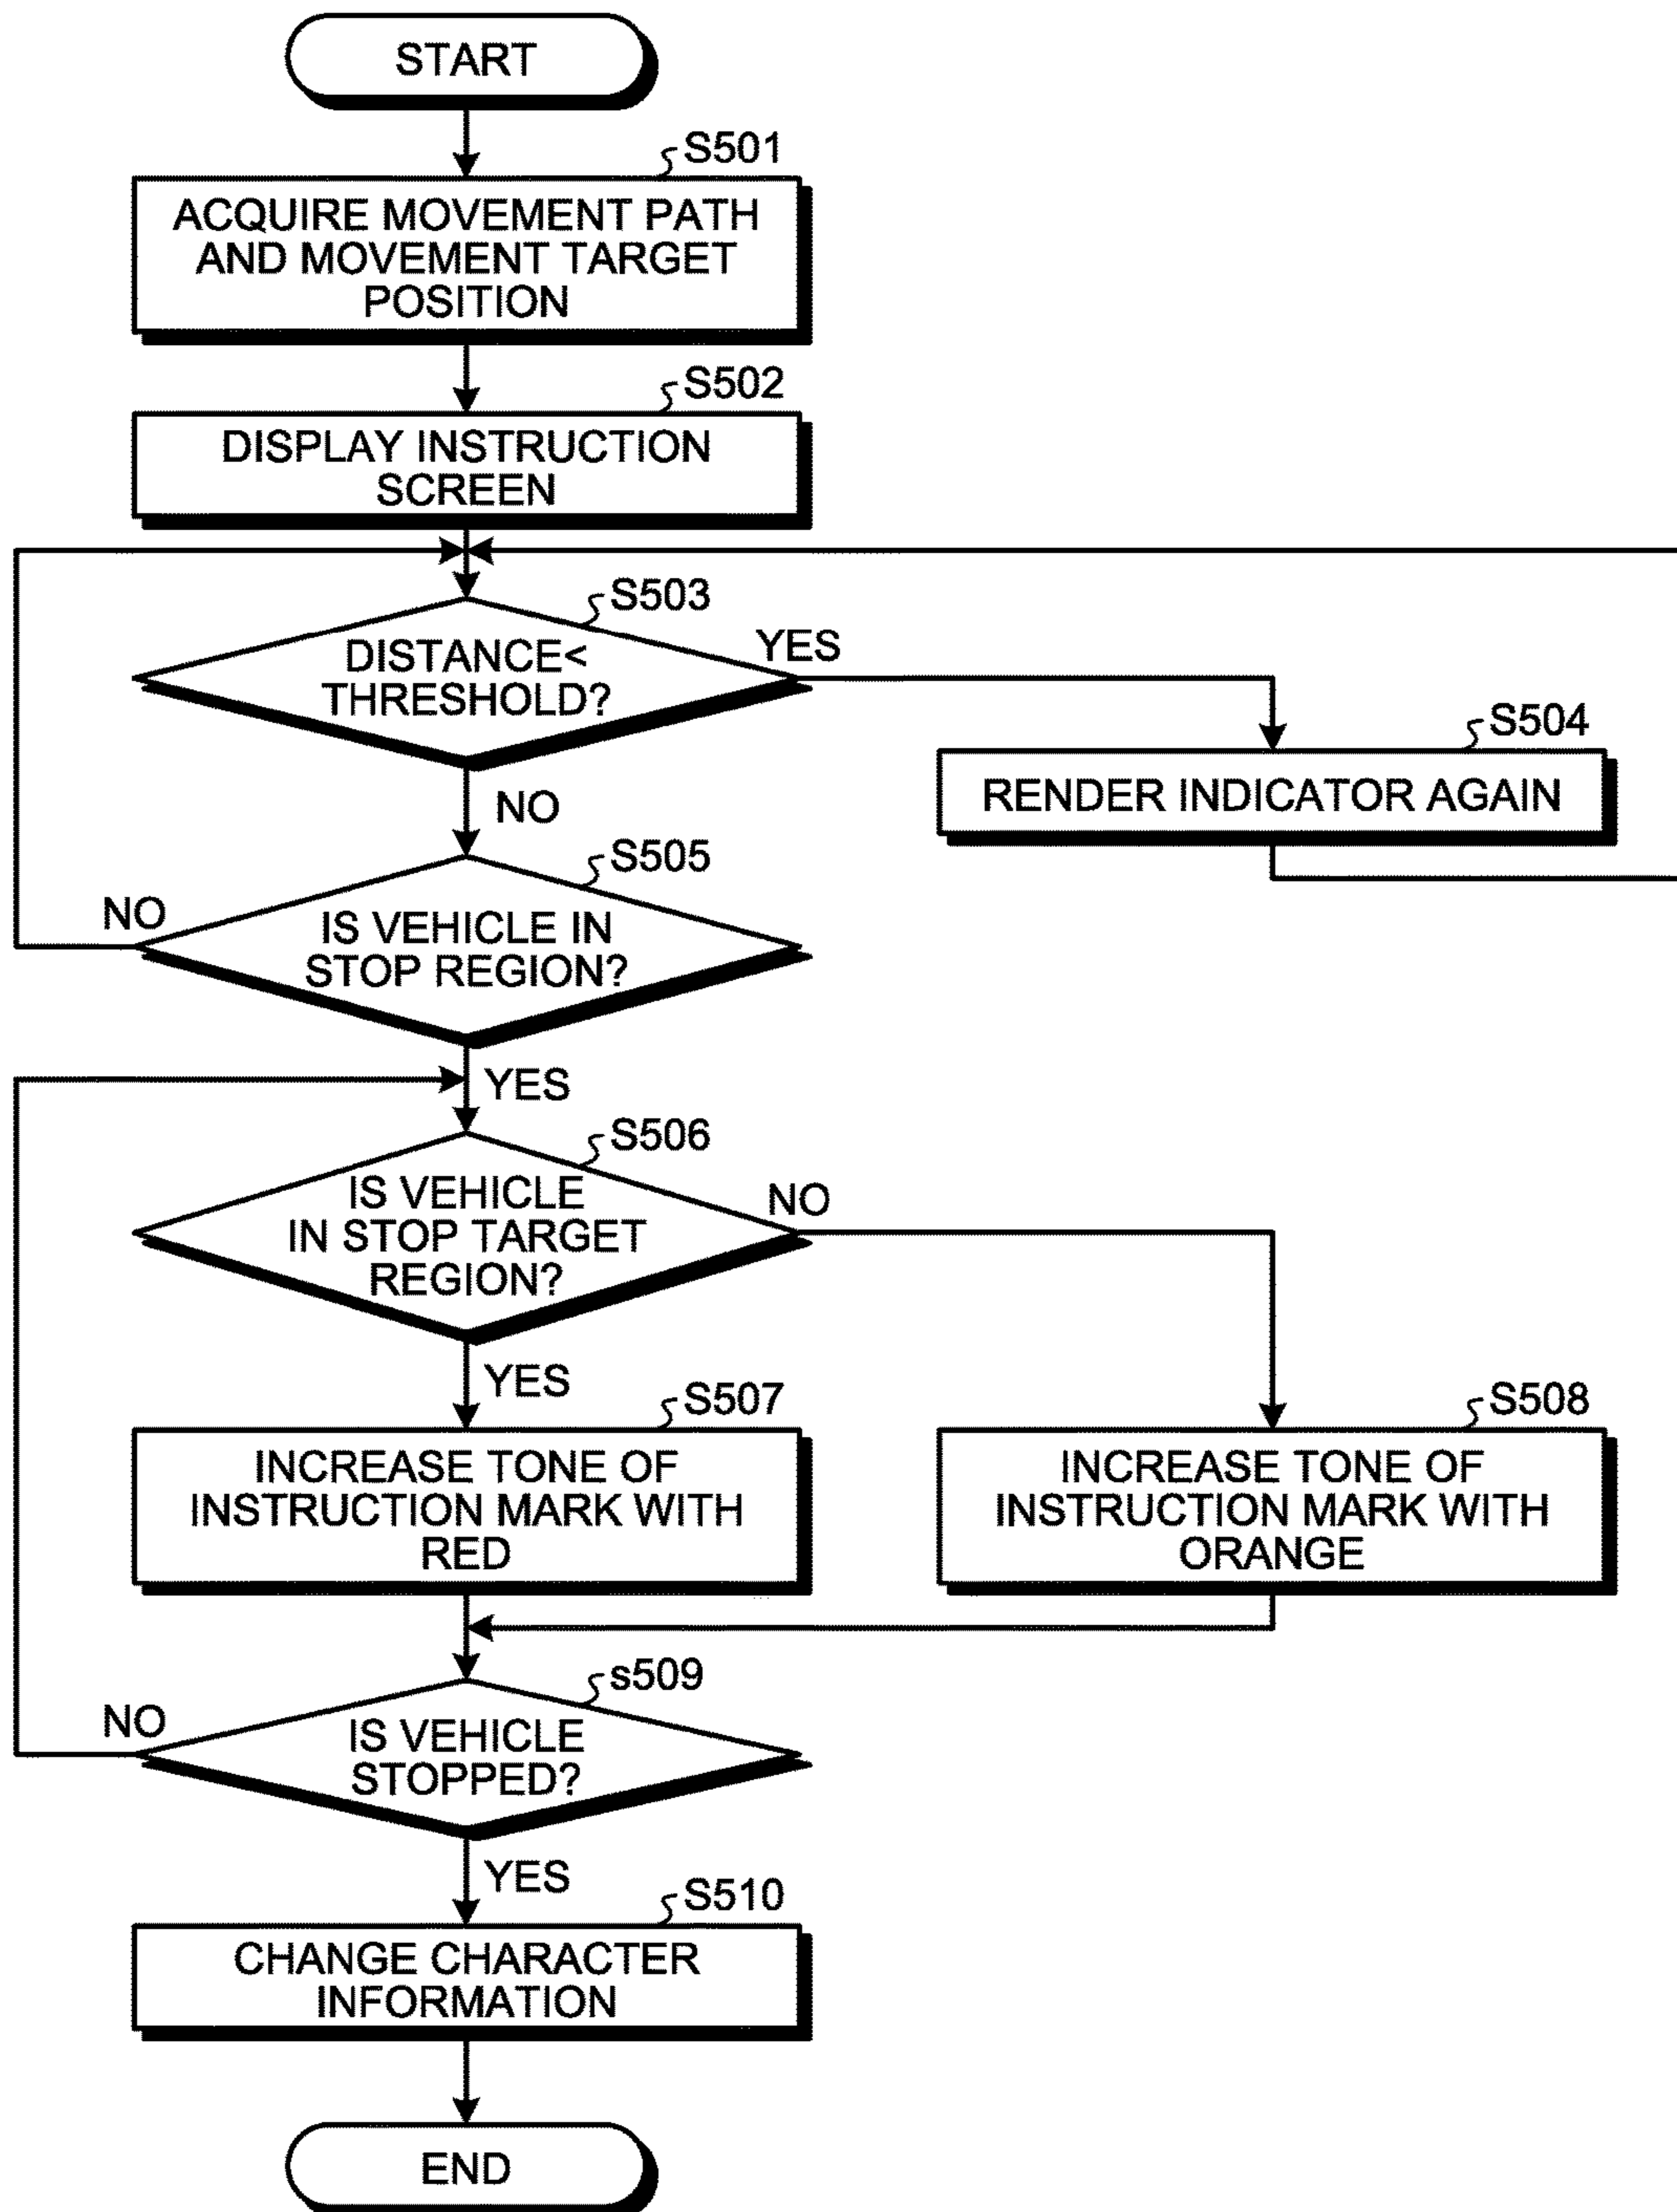 START
S501
ACQUIRE MOVEMENT PATH
AND MOVEMENT TARGET
POSITION
S502
DISPLAY INSTRUCTION
SCREEN
S503
DISTANCE<
THRESHOLD?
YES
NO
S504
RENDER INDICATOR AGAIN
S505
IS VEHICLE IN
STOP REGION?
NO
YES
S506
IS VEHICLE
IN STOP TARGET
REGION?
NO
YES
S507
INCREASE TONE OF
INSTRUCTION MARK WITH
RED
S508
INCREASE TONE OF
INSTRUCTION MARK WITH
ORANGE
s509
IS VEHICLE
STOPPED?
NO
YES
S510
CHANGE CHARACTER
INFORMATION
END